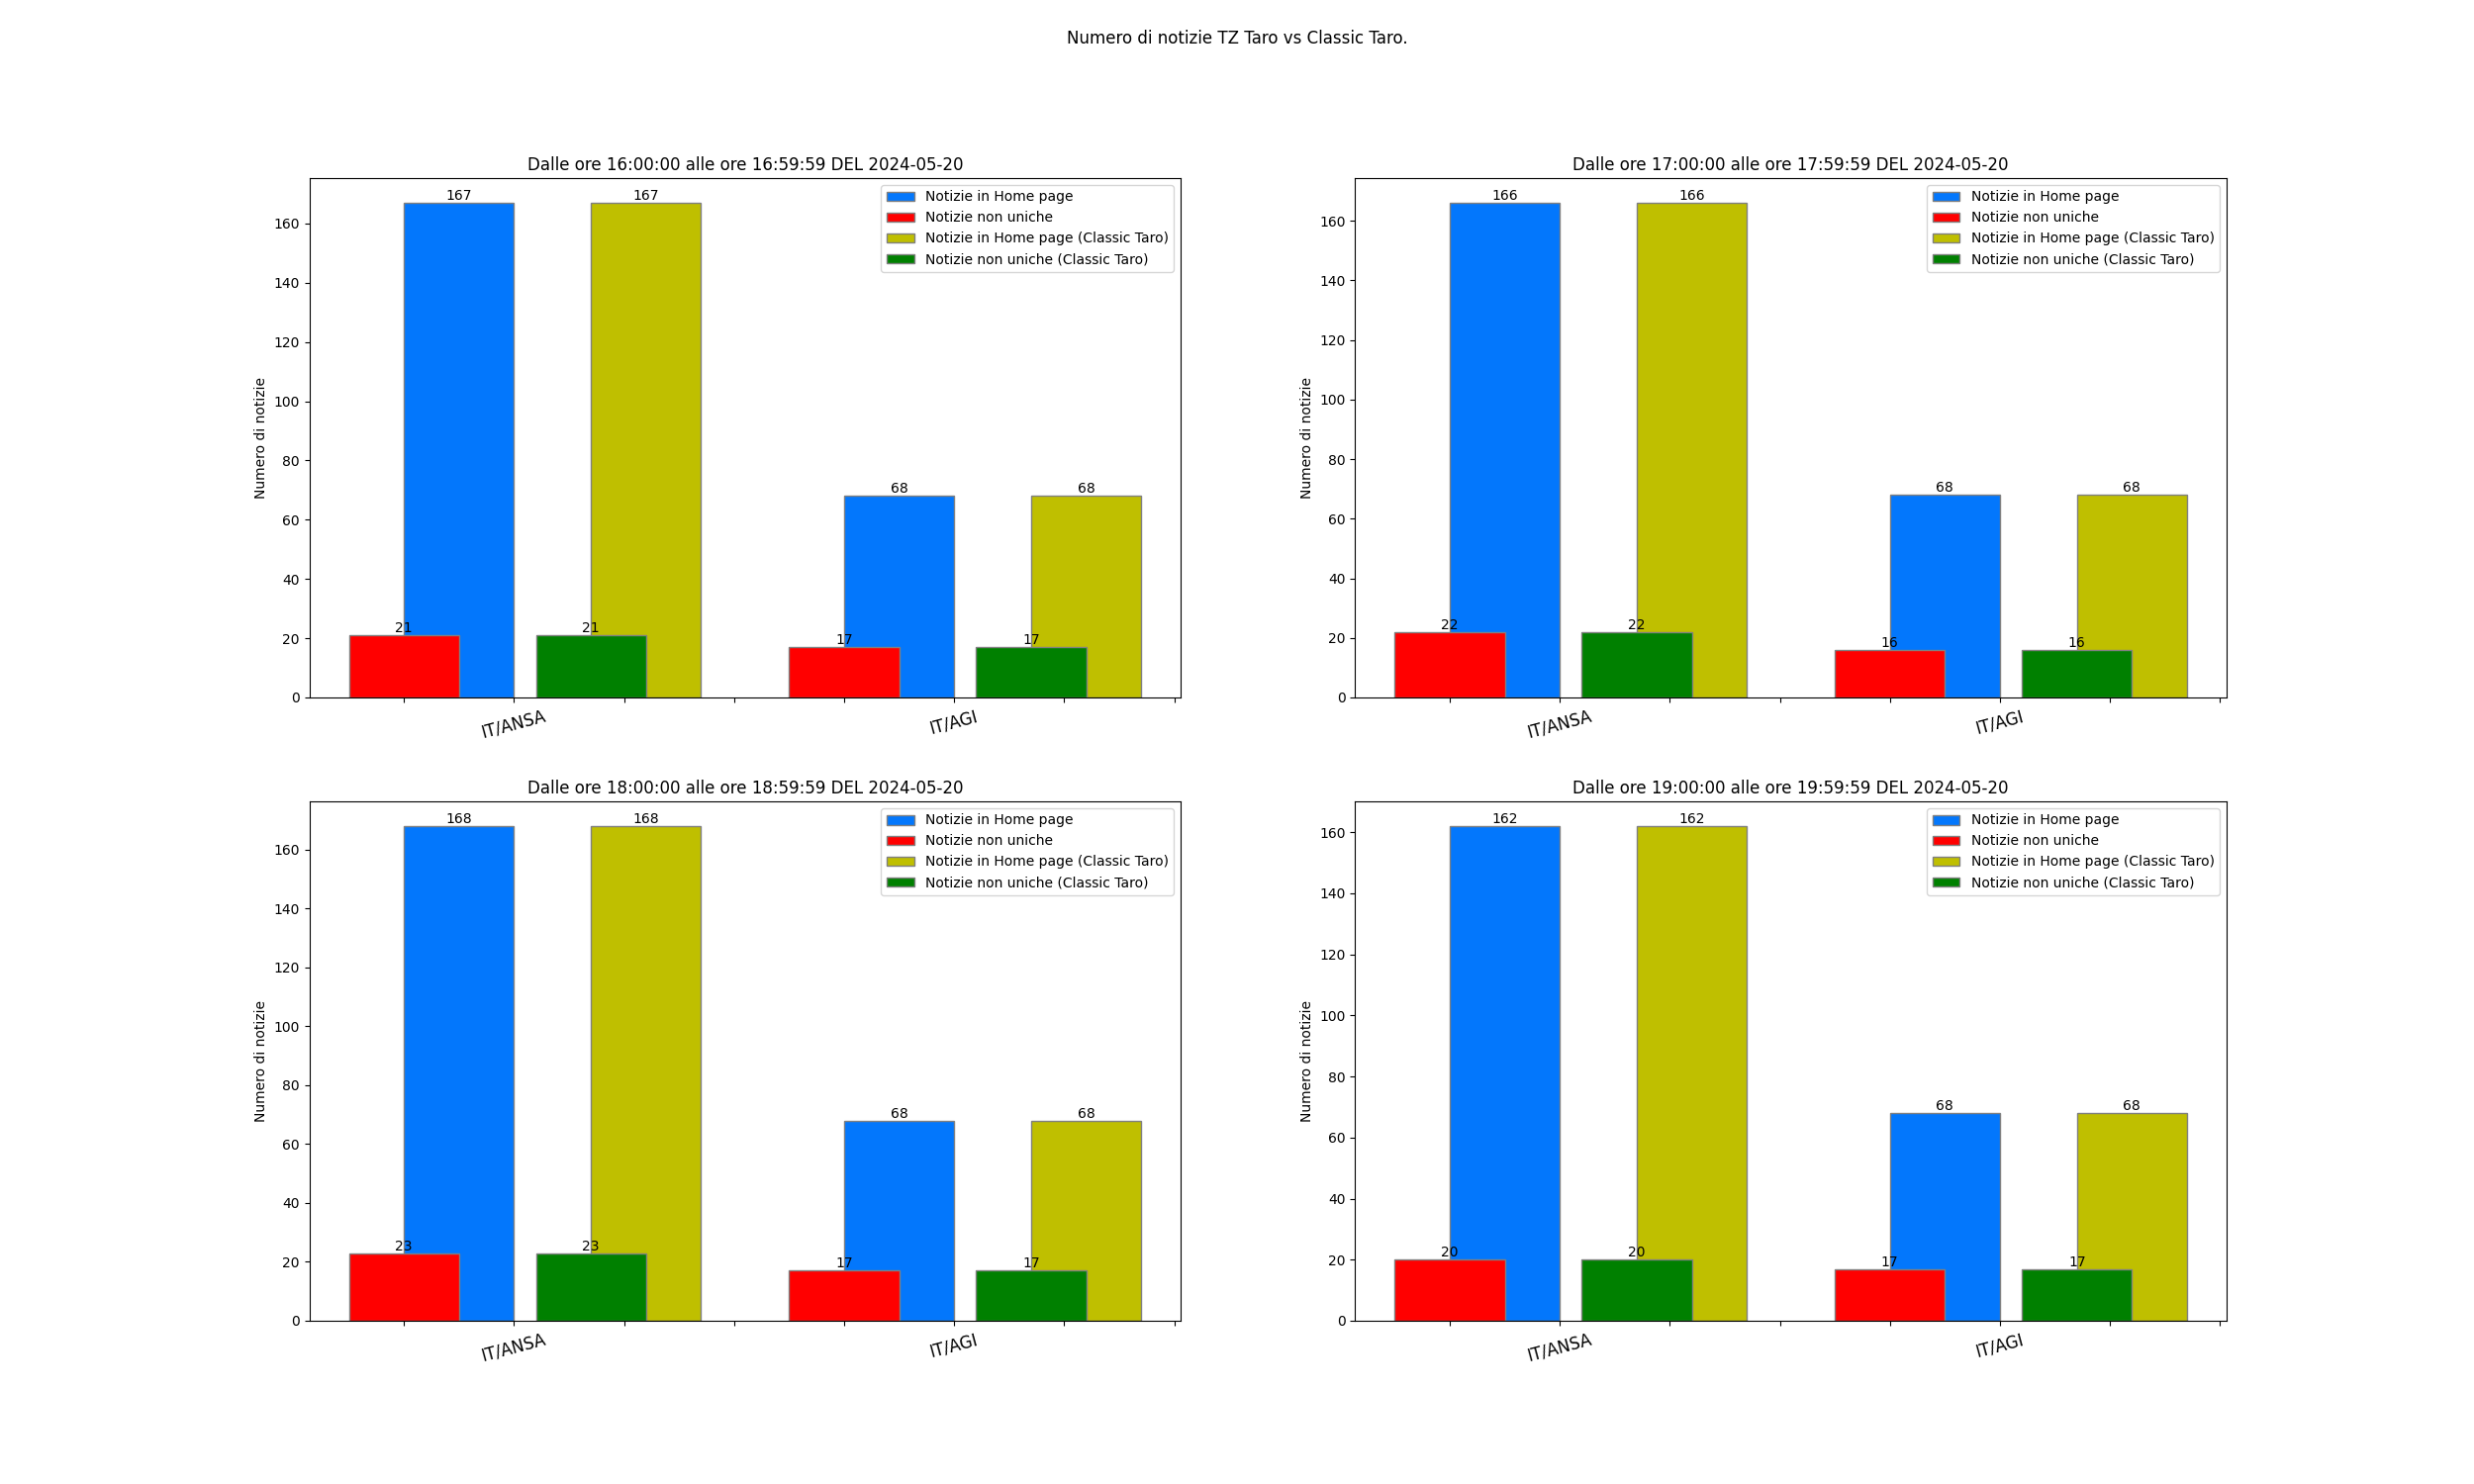 Numero di notizie TZ Taro vs Classic Taro.
Dalle ore 16:00:00 alle ore 16:59:59 DEL 2024-05-20
Numero di notizie
160
140
120
100
80
60
40
20
0
167
167
68
68
21
21
17
17
Notizie in Home page
Notizie non uniche
Notizie in Home page (Classic Taro)
Notizie non uniche (Classic Taro)
IT/ANSA
IT/AGI
Dalle ore 17:00:00 alle ore 17:59:59 DEL 2024-05-20
Numero di notizie
160
140
120
100
80
60
40
20
0
166
166
68
68
22
22
16
16
Notizie in Home page
Notizie non uniche
Notizie in Home page (Classic Taro)
Notizie non uniche (Classic Taro)
IT/ANSA
IT/AGI
Dalle ore 18:00:00 alle ore 18:59:59 DEL 2024-05-20
Numero di notizie
160
140
120
100
80
60
40
20
0
168
168
68
68
23
23
17
17
Notizie in Home page
Notizie non uniche
Notizie in Home page (Classic Taro)
Notizie non uniche (Classic Taro)
IT/ANSA
IT/AGI
Dalle ore 19:00:00 alle ore 19:59:59 DEL 2024-05-20
Numero di notizie
160
140
120
100
80
60
40
20
0
162
162
68
68
20
20
17
17
Notizie in Home page
Notizie non uniche
Notizie in Home page (Classic Taro)
Notizie non uniche (Classic Taro)
IT/ANSA
IT/AGI